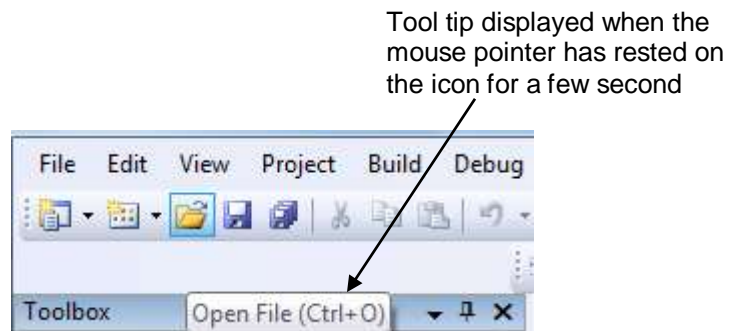 Tool tip displayed when the
mouse pointer has rested on
the icon for a few second
File Edit View Project Build Debug
Toolbox Open File (Ctrl+O)